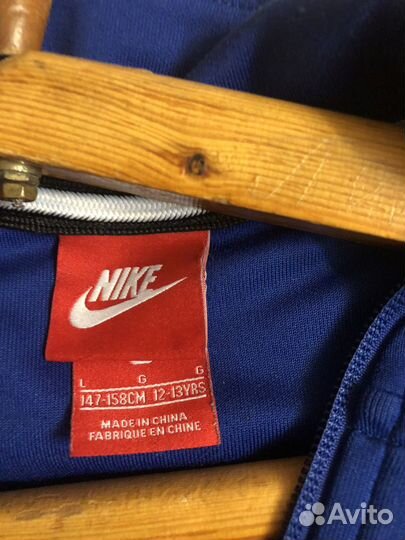 NIKE
L G G
147-158CM 12-13YRS
MADE IN CHINA
FABRIQUE EN CHINE
Avito